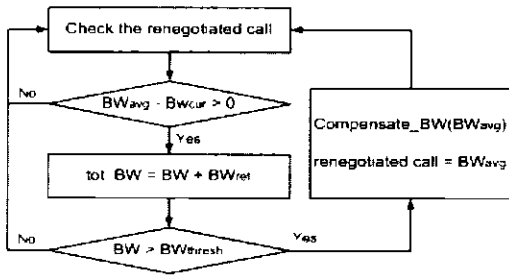 Check the renegotiated call
No
BWavg - Bwcur > 0
Yes
Compensate_BW(BWavg)
renegotiated call = BWavg
tot BW = BW + BWret
No
BW > BWthresh
Yes